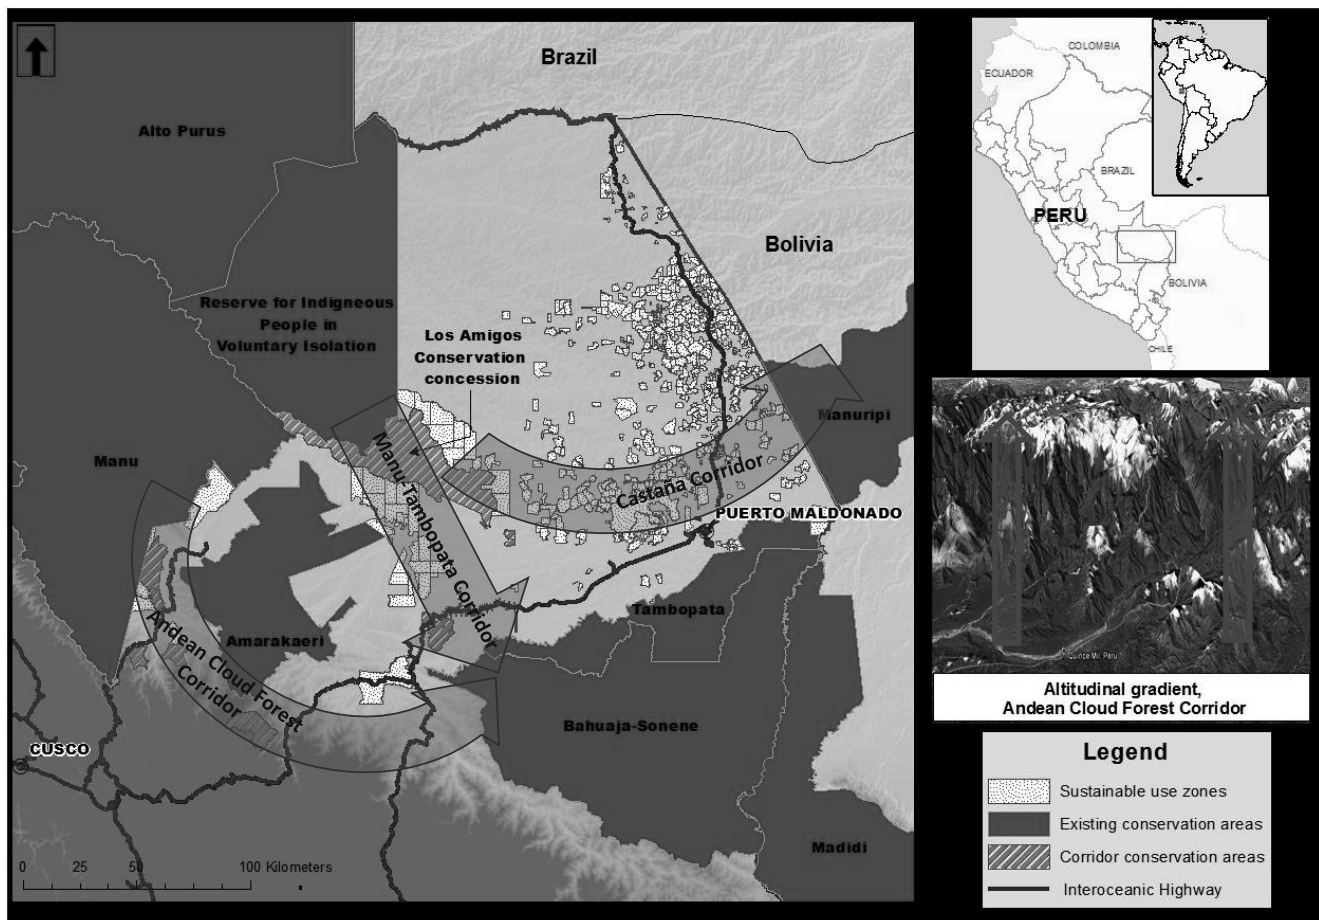 Brazil
Alto Purus
Bolivia
Reserve for Indigneous
People in
Voluntary Isolation
Los Amigos
Conservation
concession
Manuripi
Manu
Manu-Tambopata Corridor
Castaña Corridor
PUERTO MALDONADO
Tambopata
Amarakaeri
Andean Cloud Forest
Corridor
Bahuaja-Sonene
CUSCO
Madidi
0 25 50 100 Kilometers
COLOMBIA
ECUADOR
BRAZIL
PERU
BOLIVIA
CHILE
Quince Mil, Peru
Altitudinal gradient,
Andean Cloud Forest Corridor
Legend
Sustainable use zones
Existing conservation areas
Corridor conservation areas
Interoceanic Highway